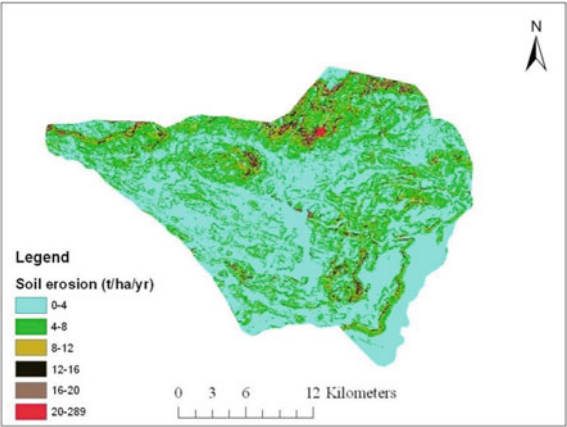 N
Legend
Soil erosion (t/ha/yr)
0-4
4-8
8-12
12-16
16-20
20-289
0 3 6 12 Kilometers